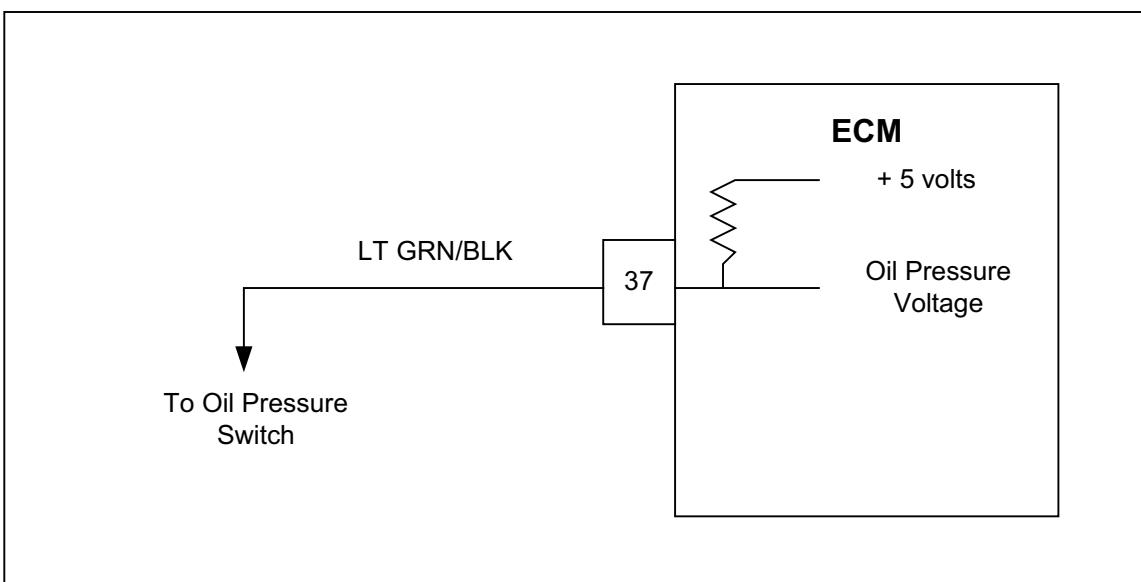 ECM
+ 5 volts
LT GRN/BLK
37
Oil Pressure
Voltage
To Oil Pressure
Switch